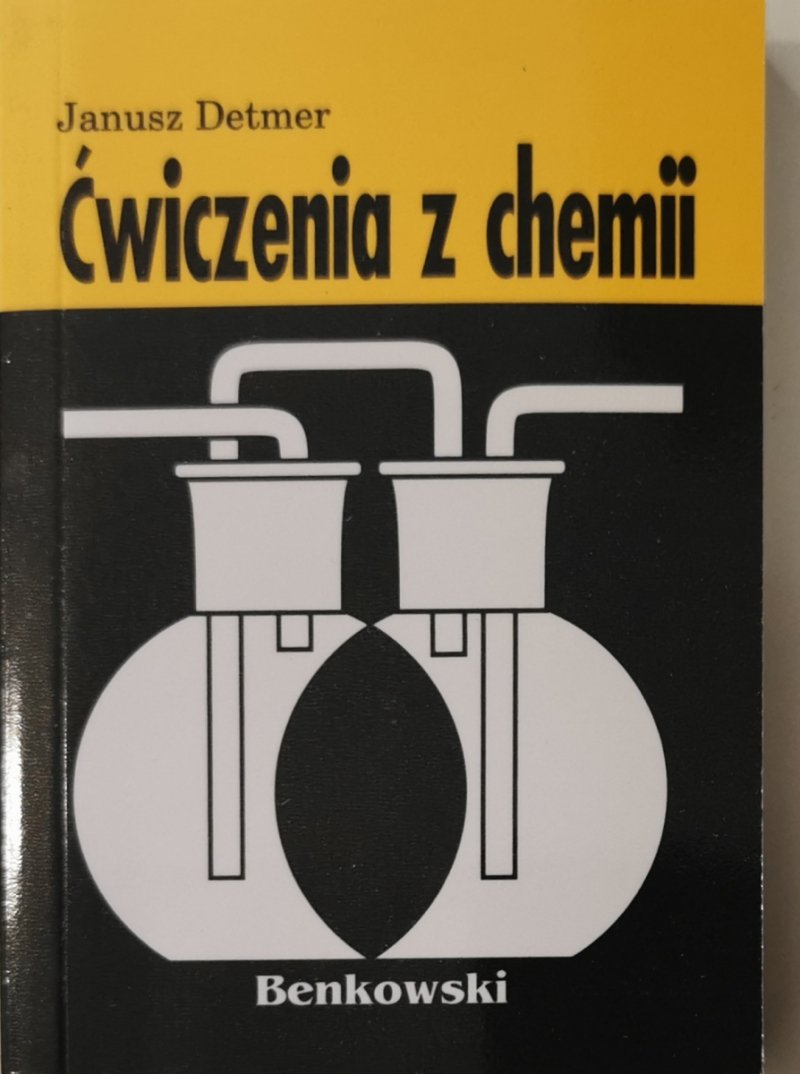 Janusz Detmer
Ćwiczenia z chemii
Benkowski